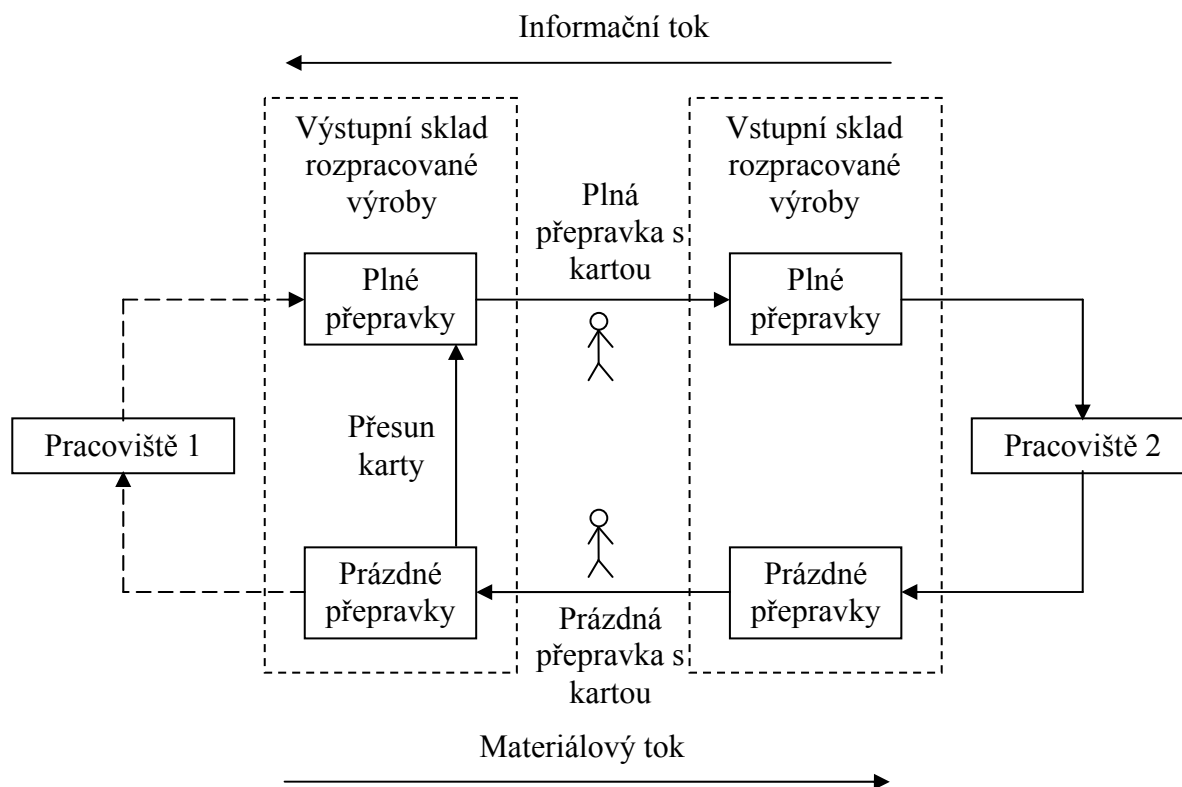 Informační tok
Výstupní sklad
rozpracované
výroby
Vstupní sklad
rozpracované
výroby
Plná
přepravka s
kartou
Plné
přepravky
Plné
přepravky
Pracoviště 1
Přesun
karty
Pracoviště 2
Prázdné
přepravky
Prázdná
přepravka s
kartou
Prázdné
přepravky
Materiálový tok